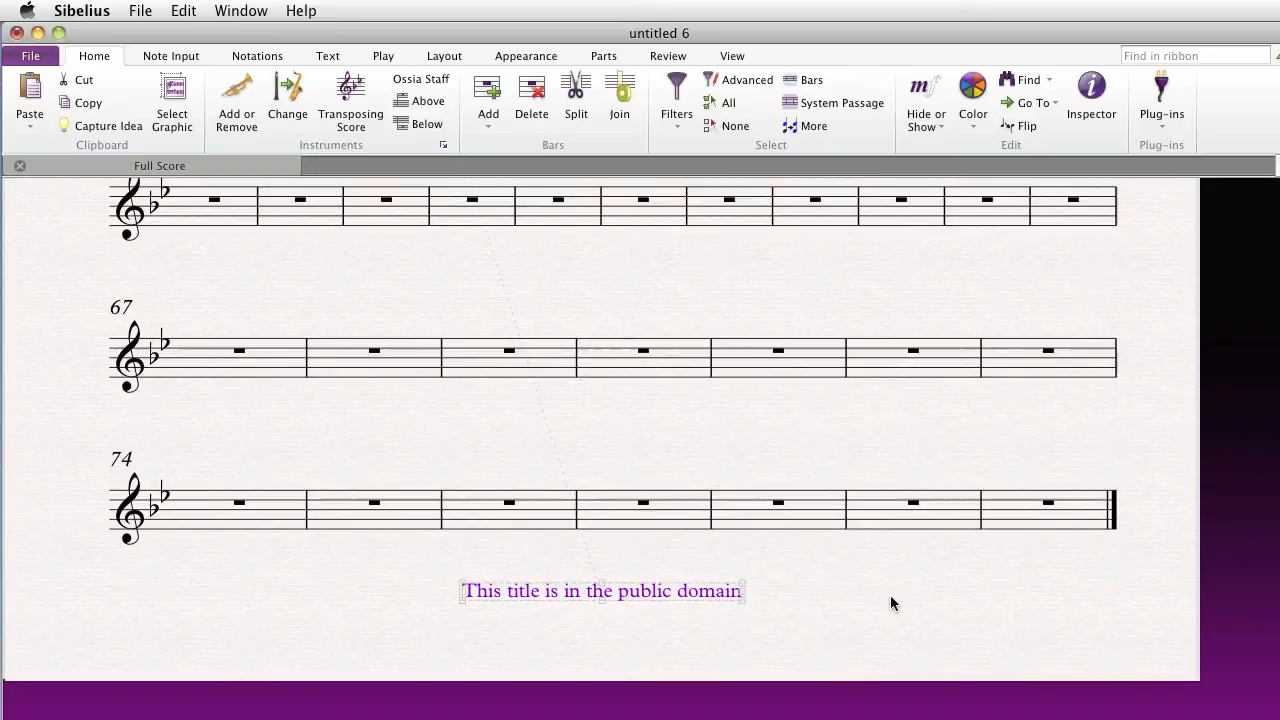 Sibelius File Edit Window Help
untitled 6
File Home Note Input Notations Text Play Layout Appearance Parts Review View Find in ribbon
Paste Cut Copy Capture Idea Select Graphic
Clipboard
Add or Remove Change Transposing Score Ossia Staff Above Below
Instruments
Add Delete Split Join
Bars
Filters Advanced All None Bars System Passage More
Select
mf Hide or Show Color Find Go To Flip Inspector
Edit
Plug-ins
Plug-ins
Full Score
67
74
This title is in the public domain